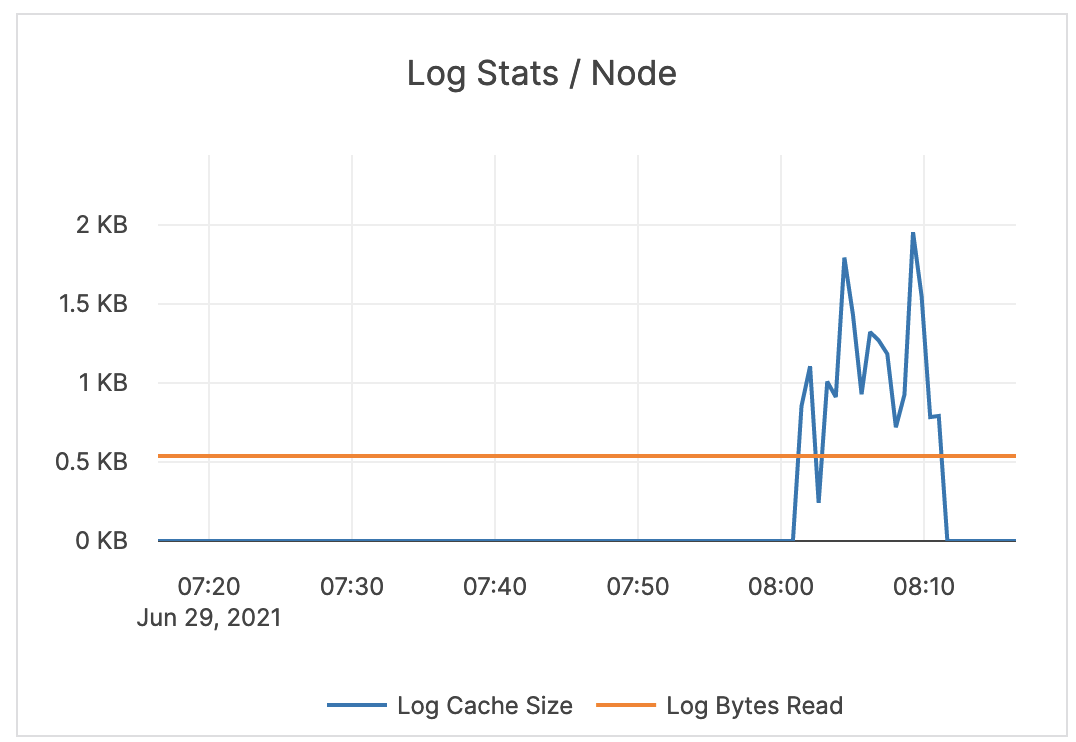 Log Stats / Node
2 KB
1.5 KB
1 KB
0.5 KB
0 KB
07:20 07:30 07:40 07:50 08:00 08:10
Jun 29, 2021
Log Cache Size Log Bytes Read